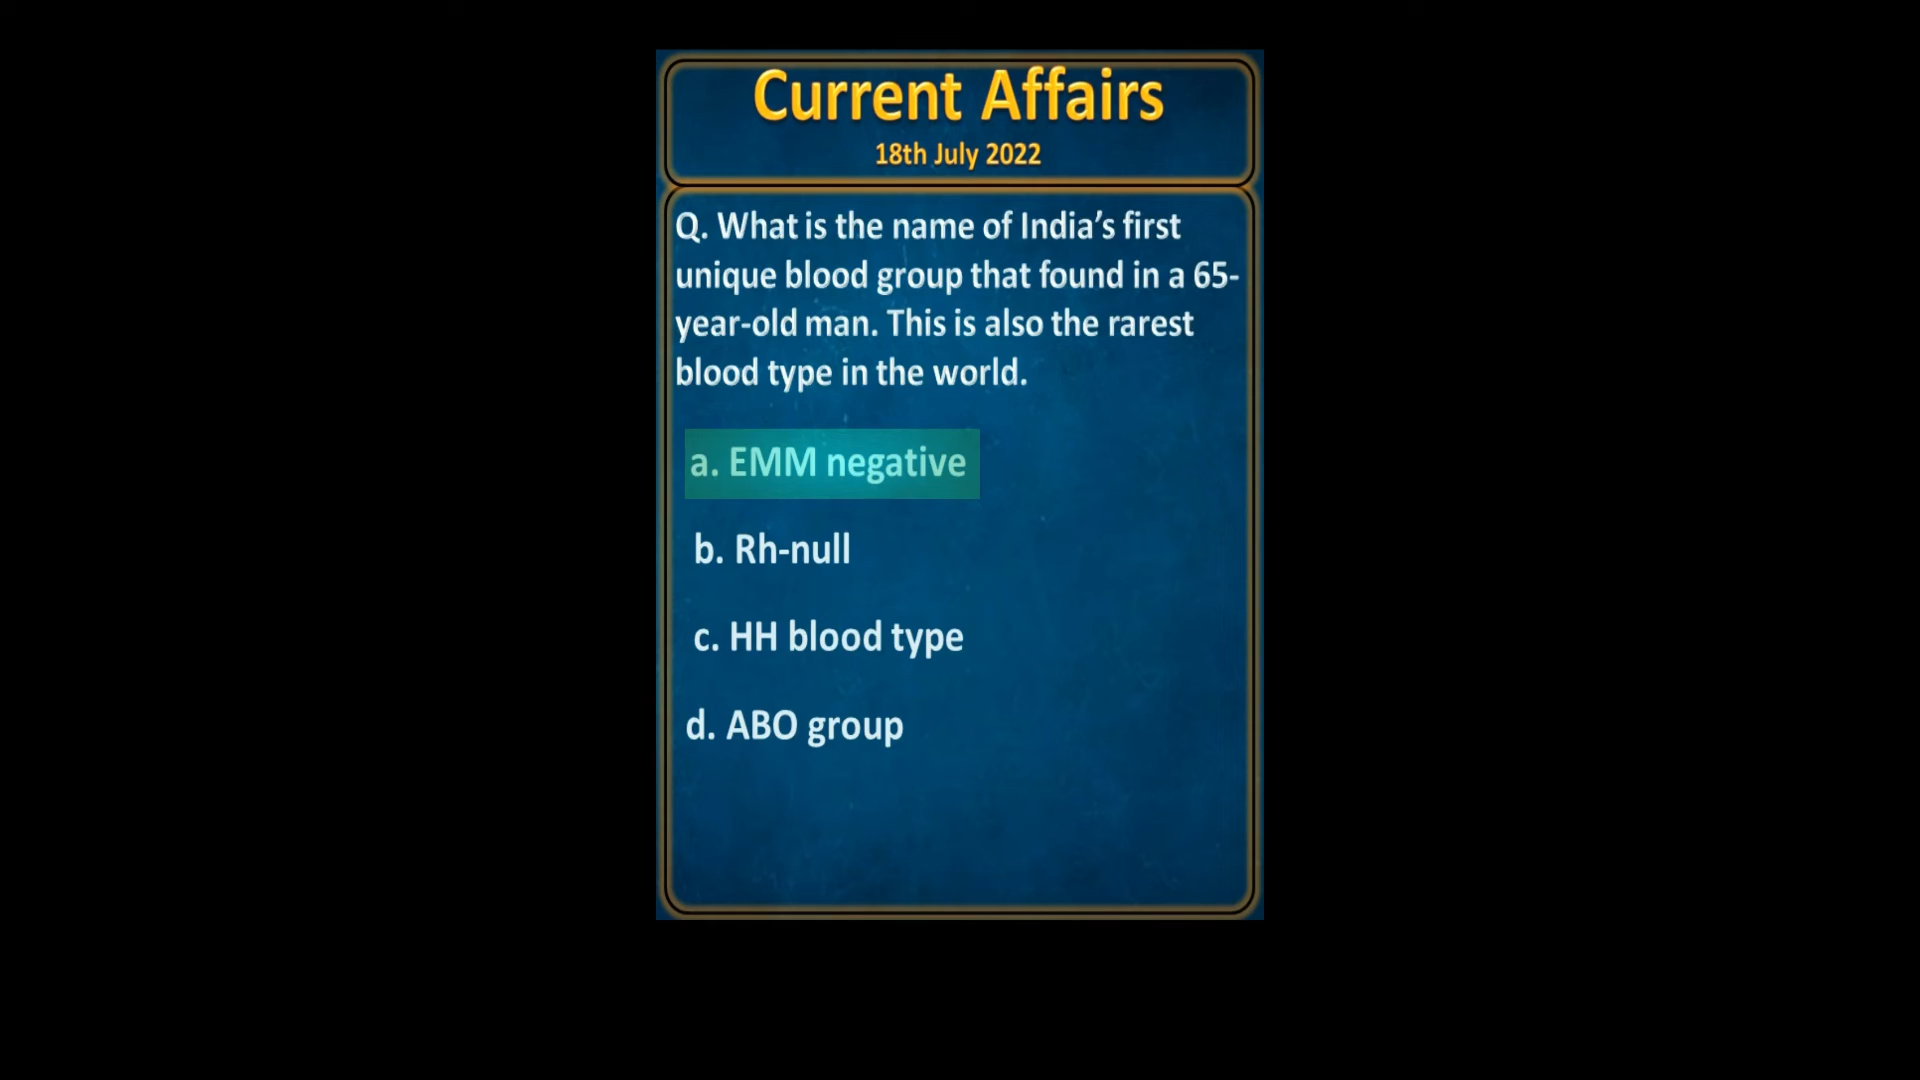 Current Affairs
18th July 2022
Q. What is the name of India’s first
unique blood group that found in a 65-
year-old man. This is also the rarest
blood type in the world.
a. EMM negative
b. Rh-null
c. HH blood type
d. ABO group